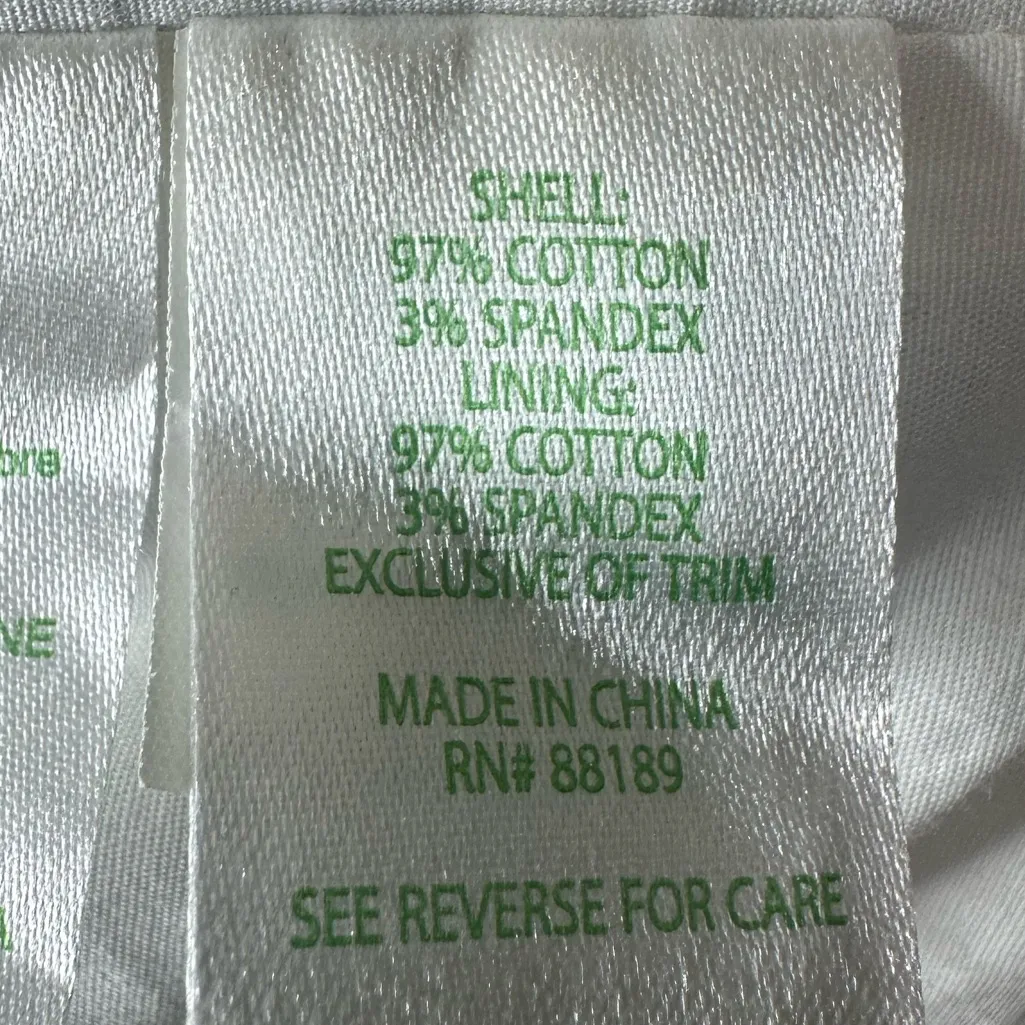 SHELL:
97% COTTON
3% SPANDEX
LINING:
97% COTTON
3% SPANDEX
EXCLUSIVE OF TRIM
MADE IN CHINA
RN# 88189
SEE REVERSE FOR CARE